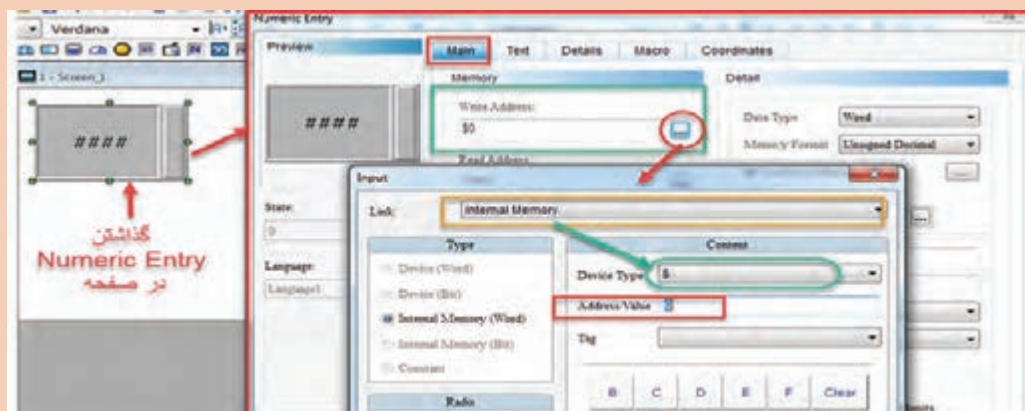 Verdana
1 - Screen_1
####
گذاشتن
Numeric Entry
در صفحه
Numeric Entry
Preview
####
State:
0
Language:
Language1
Main Text Details Macro Coordinates
Memory
Write Address:
$0
Read Address
Detail
Data Type Word
Memory Format Unsigned Decimal
...
Input
Link: Internal Memory
Type
Device (Word)
Device (Bit)
Internal Memory (Word)
Internal Memory (Bit)
Constant
Radix
Content
Device Type $
Address/Value 0
Tag
B C D E F Clear